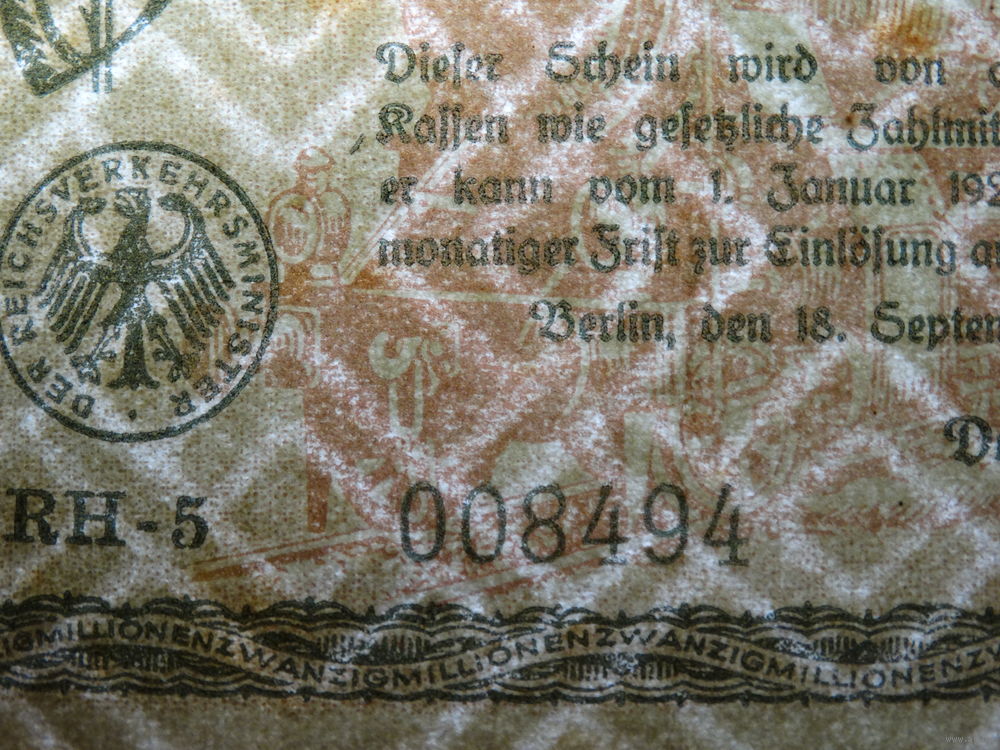 Dieser Schein wird von
Kassen wie gesetzliche Zahlmit
er kann vom 1. Januar 192
monatiger Frist zur Einlösung a
Berlin, den 18. Septem
DER REICHSVERKEHRSMINISTER
RH-5 008494
ZIGMILLIONENZWANZIGMILLIONENZWANZIGMILLIONENZW